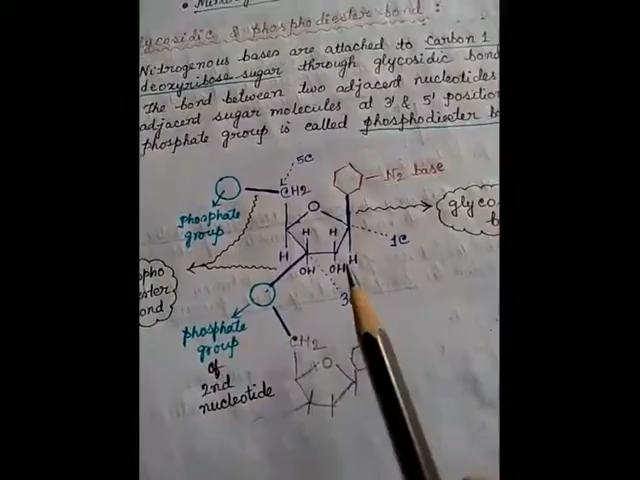 glycosidic & phosphodiester bond :
Nitrogenous bases are attached to Carbon 1
deoxyribose sugar through glycosidic bond
The bond between two adjacent nucleotides
adjacent sugar molecules at 3' & 5' position
phosphate group is called phosphodiester b
5C
CH2
N2 base
O
phosphate
group
glyco
b
H
H
1C
H
OH
OH
H
pho
ester
ond
3
phosphate
group
of
2nd
nucleotide
CH2
O